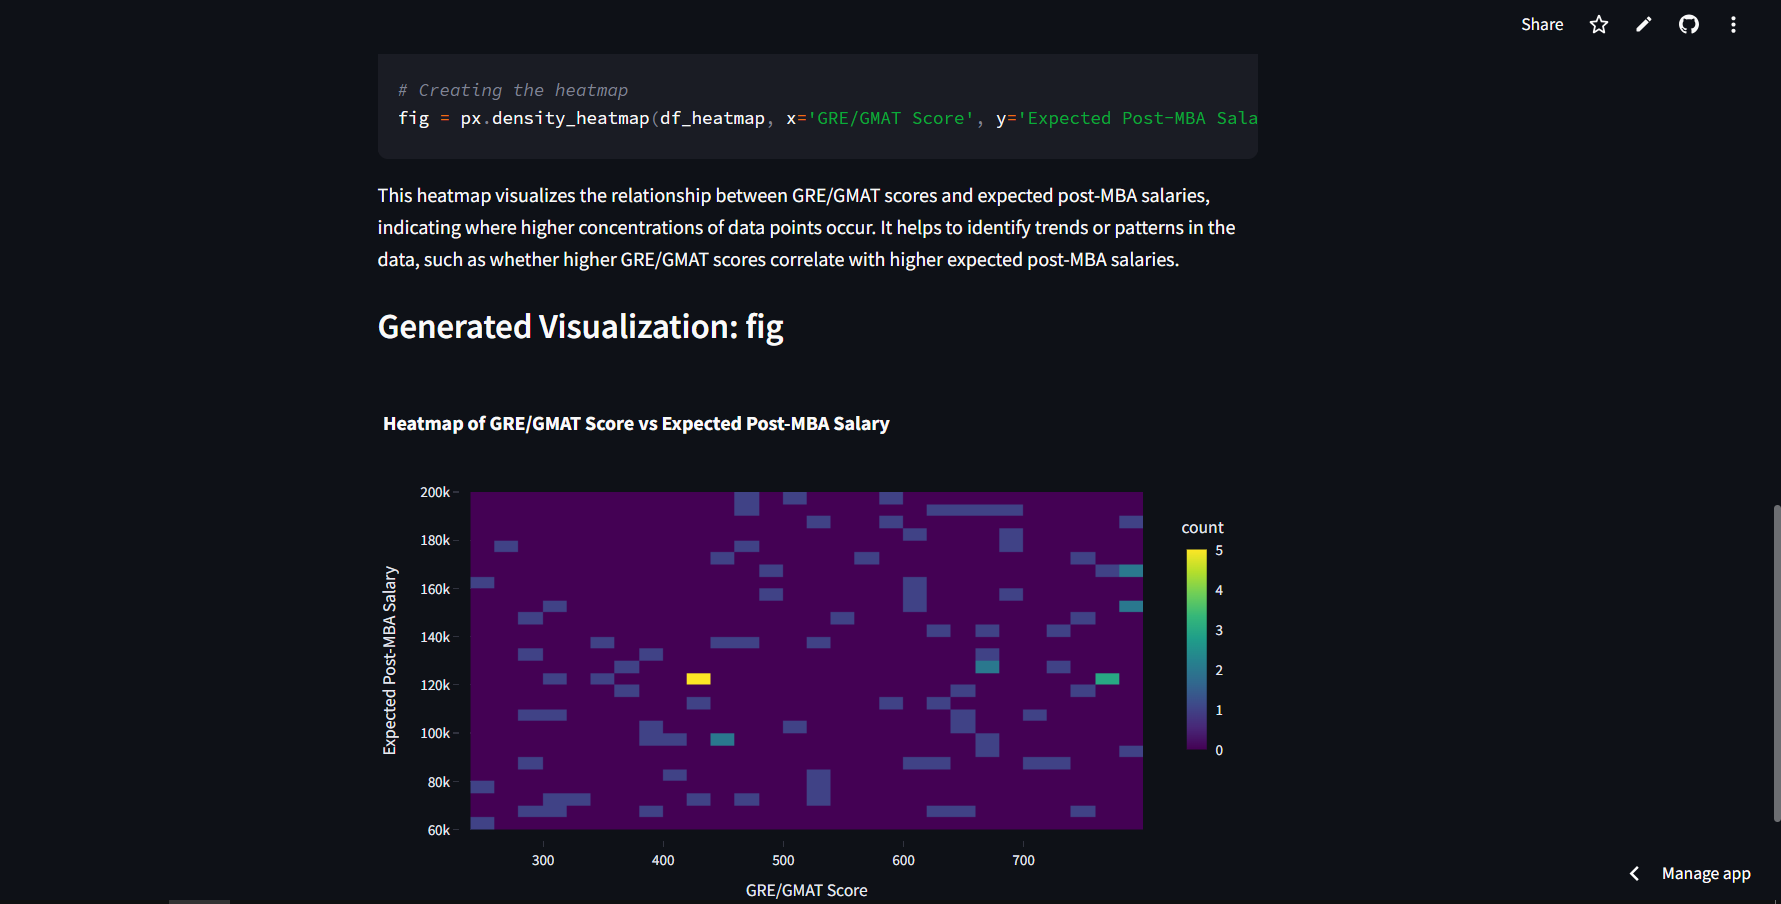 Share
# Creating the heatmap
fig = px.density_heatmap(df_heatmap, x='GRE/GMAT Score', y='Expected Post-MBA Sala
This heatmap visualizes the relationship between GRE/GMAT scores and expected post-MBA salaries,
indicating where higher concentrations of data points occur. It helps to identify trends or patterns in the
data, such as whether higher GRE/GMAT scores correlate with higher expected post-MBA salaries.
Generated Visualization: fig
Heatmap of GRE/GMAT Score vs Expected Post-MBA Salary
200k
180k
160k
140k
120k
100k
80k
60k
Expected Post-MBA Salary
300
400
500
600
700
GRE/GMAT Score
count
5
4
3
2
1
0
Manage app